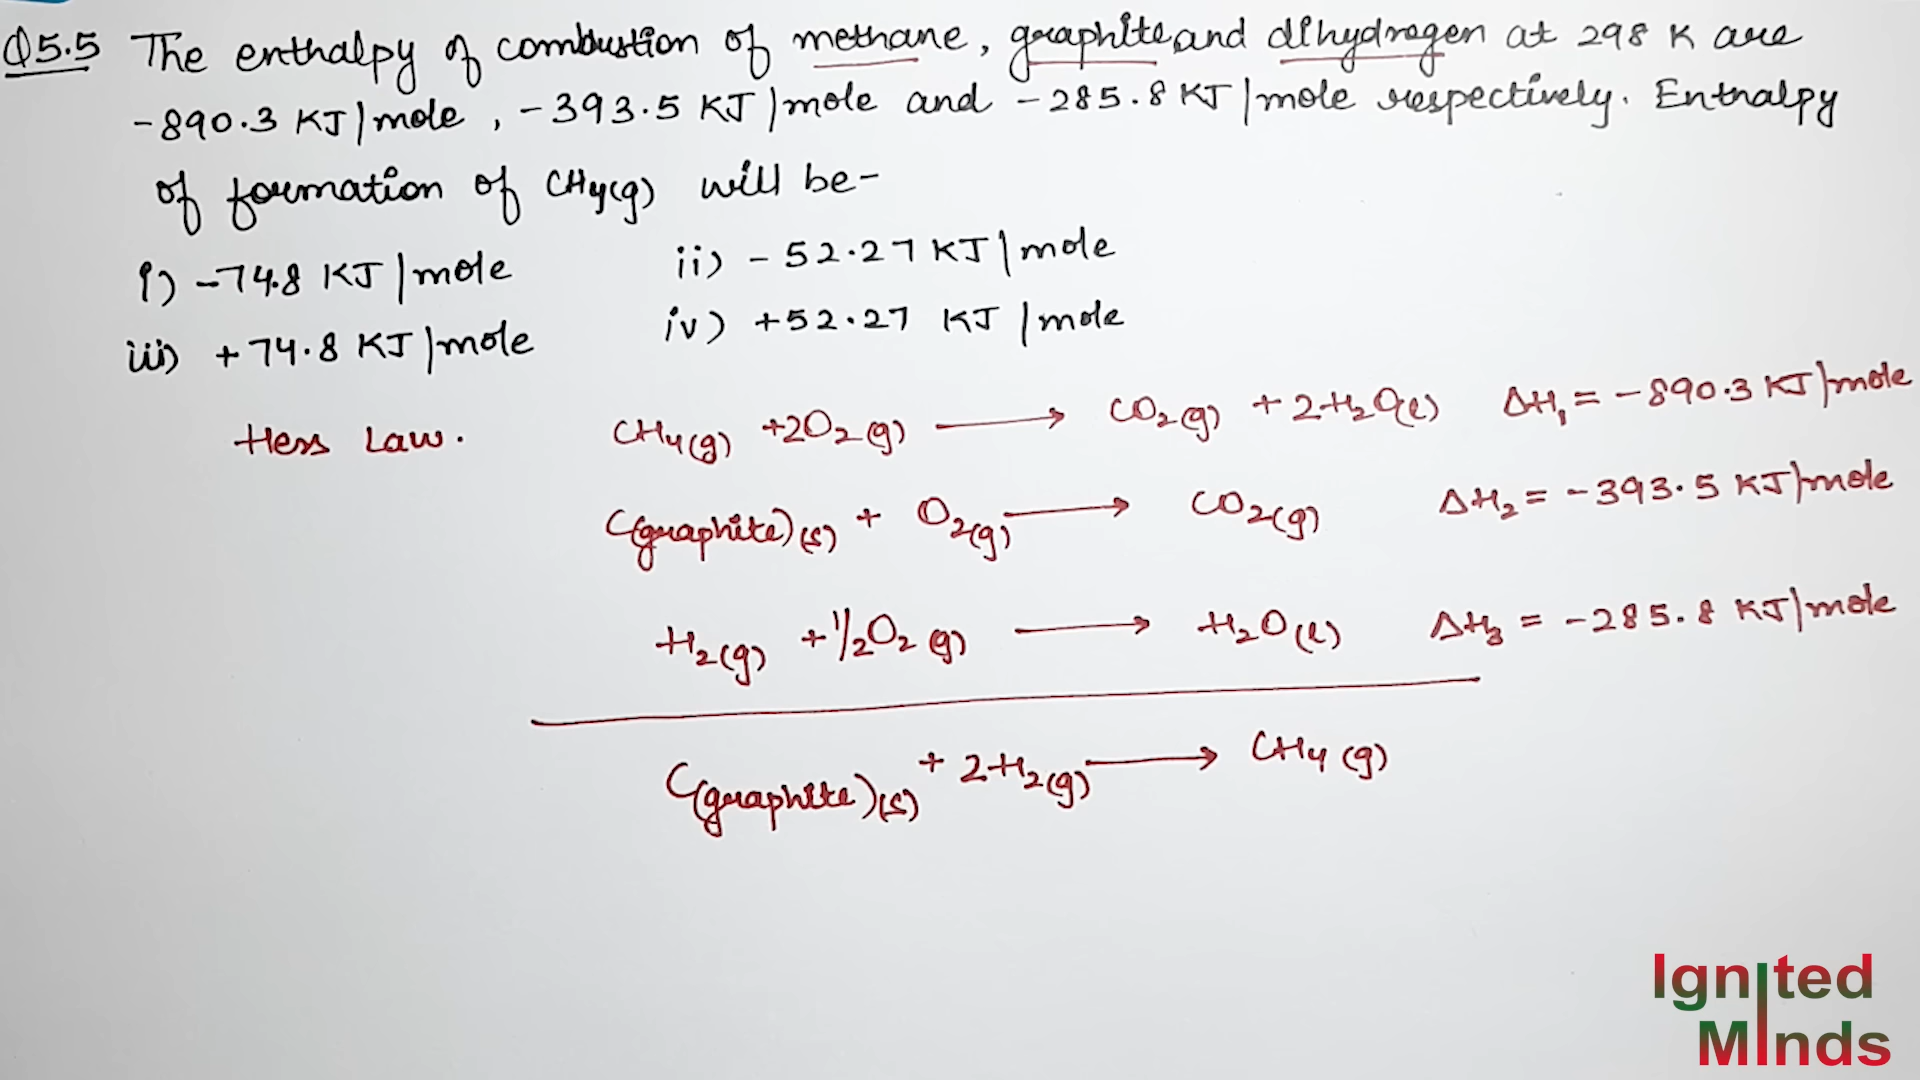 Q5.5 The enthalpy of combustion of methane, graphite and dihydrogen at 298 K are
-890.3 KJ/mole, -393.5 KJ/mole and -285.8 KJ/mole respectively. Enthalpy
of formation of CH4(g) will be-
i) -74.8 KJ/mole ii) -52.27 KJ/mole
iii) +74.8 KJ/mole iv) +52.27 KJ/mole
Hess Law. CH4(g) +2O2(g) ⟶ CO2(g) +2H2O(l) ΔH1 = -890.3 KJ/mole
C(graphite)(s) + O2(g) ⟶ CO2(g) ΔH2 = -393.5 KJ/mole
H2(g) +1/2O2(g) ⟶ H2O(l) ΔH3 = -285.8 KJ/mole
C(graphite)(s) + 2H2(g) ⟶ CH4(g)
Ignited
Minds